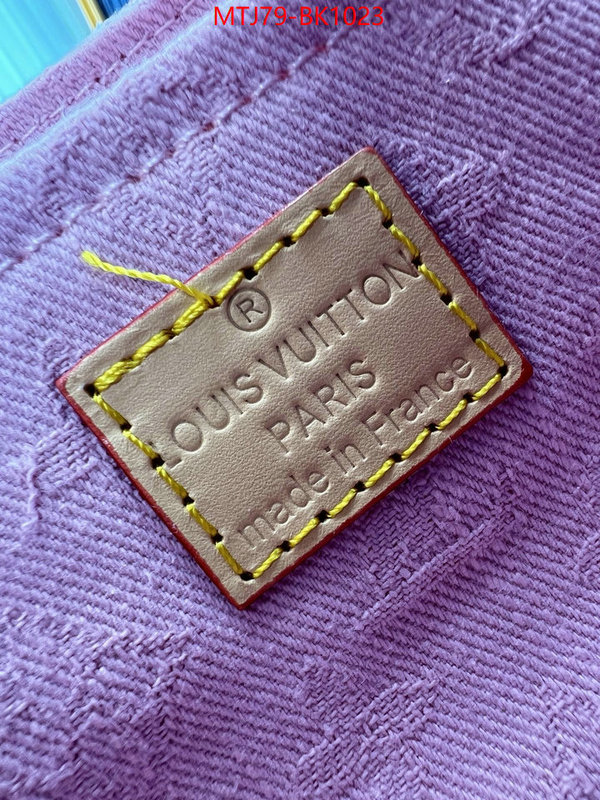 MTJ79-BK1023
®
LOUIS VUITTON
PARIS
made in France